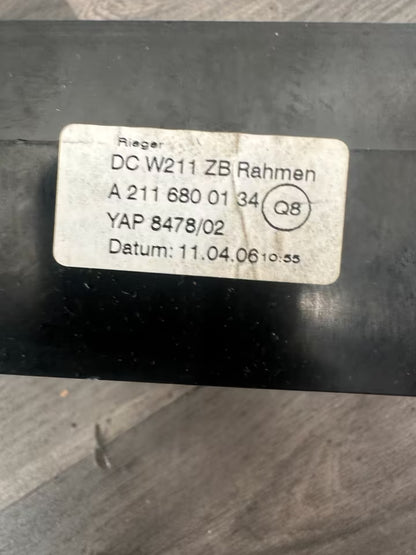 Rieger
DC W211 ZB Rahmen
A 211 680 01 34 Q8
YAP 8478/02
Datum: 11.04.06 10:55